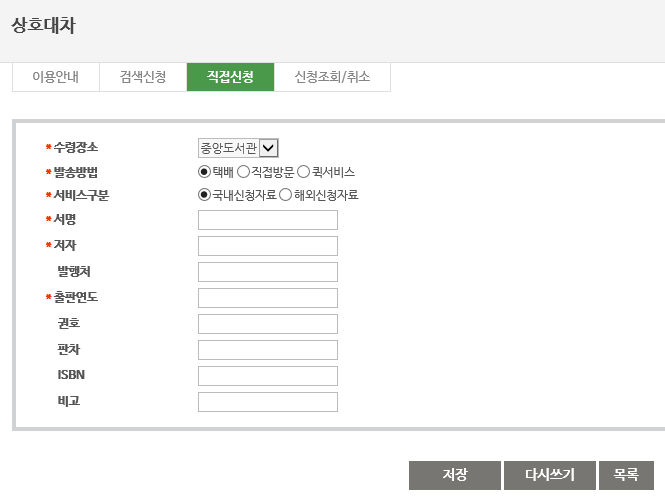 상호대차
이용안내 검색신청 직접신청 신청조회/취소
* 수령장소 중앙도서관
* 발송방법 택배 직접방문 퀵서비스
* 서비스구분 국내신청자료 해외신청자료
* 서명
* 저자
발행처
* 출판연도
권호
판차
ISBN
비고
저장 다시쓰기 목록